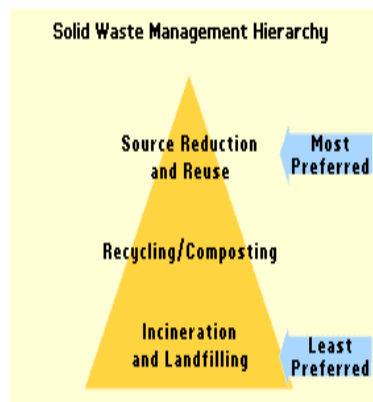 Solid Waste Management Hierarchy
Source Reduction
and Reuse
Most
Preferred
Recycling/Composting
Incineration
and Landfilling
Least
Preferred